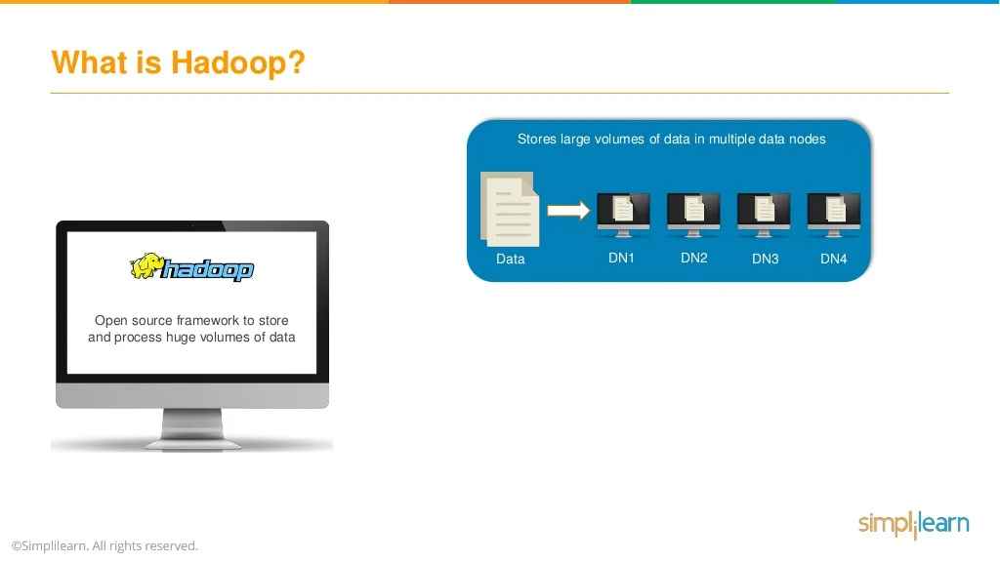 What is Hadoop?
Stores large volumes of data in multiple data nodes
Data
DN1
DN2
DN3
DN4
hadoop
Open source framework to store
and process huge volumes of data
simplilearn
©Simplilearn. All rights reserved.